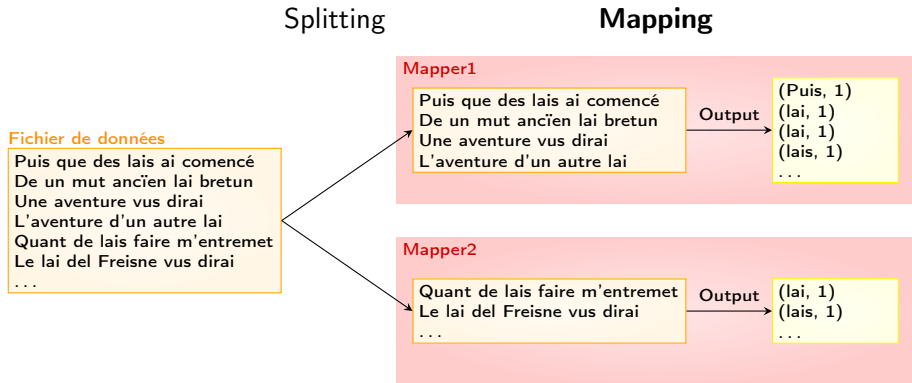 Splitting
Mapping
Fichier de données
Puis que des lais ai comencé
De un mut ancïen lai bretun
Une aventure vus dirai
L'aventure d'un autre lai
Quant de lais faire m'entremet
Le lai del Freisne vus dirai
. . .
Mapper1
Puis que des lais ai comencé
De un mut ancïen lai bretun
Une aventure vus dirai
L'aventure d'un autre lai
Output
(Puis, 1)
(lai, 1)
(lai, 1)
(lais, 1)
. . .
Mapper2
Quant de lais faire m'entremet
Le lai del Freisne vus dirai
. . .
Output
(lai, 1)
(lais, 1)
. . .